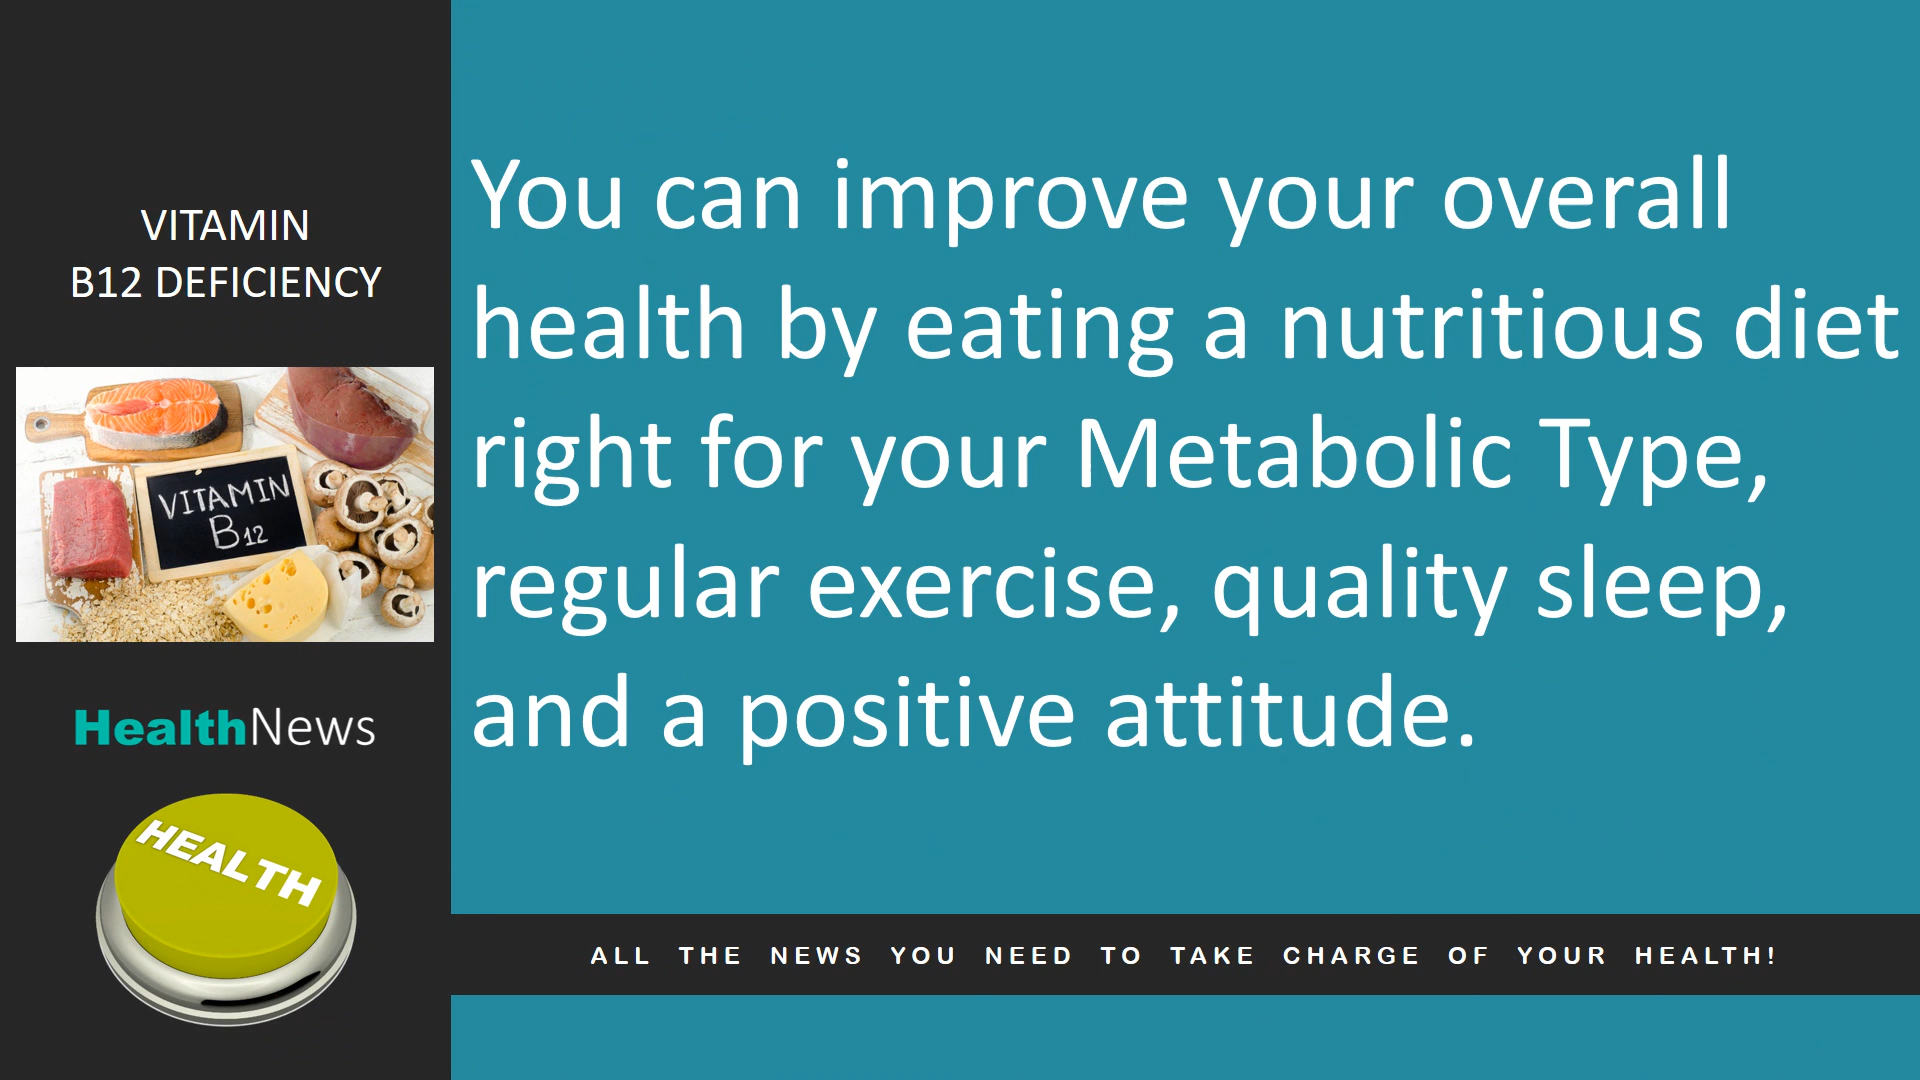 VITAMIN
B12 DEFICIENCY
VITAMIN
B12
HealthNews
HEALTH
You can improve your overall
health by eating a nutritious diet
right for your Metabolic Type,
regular exercise, quality sleep,
and a positive attitude.
ALL THE NEWS YOU NEED TO TAKE CHARGE OF YOUR HEALTH!